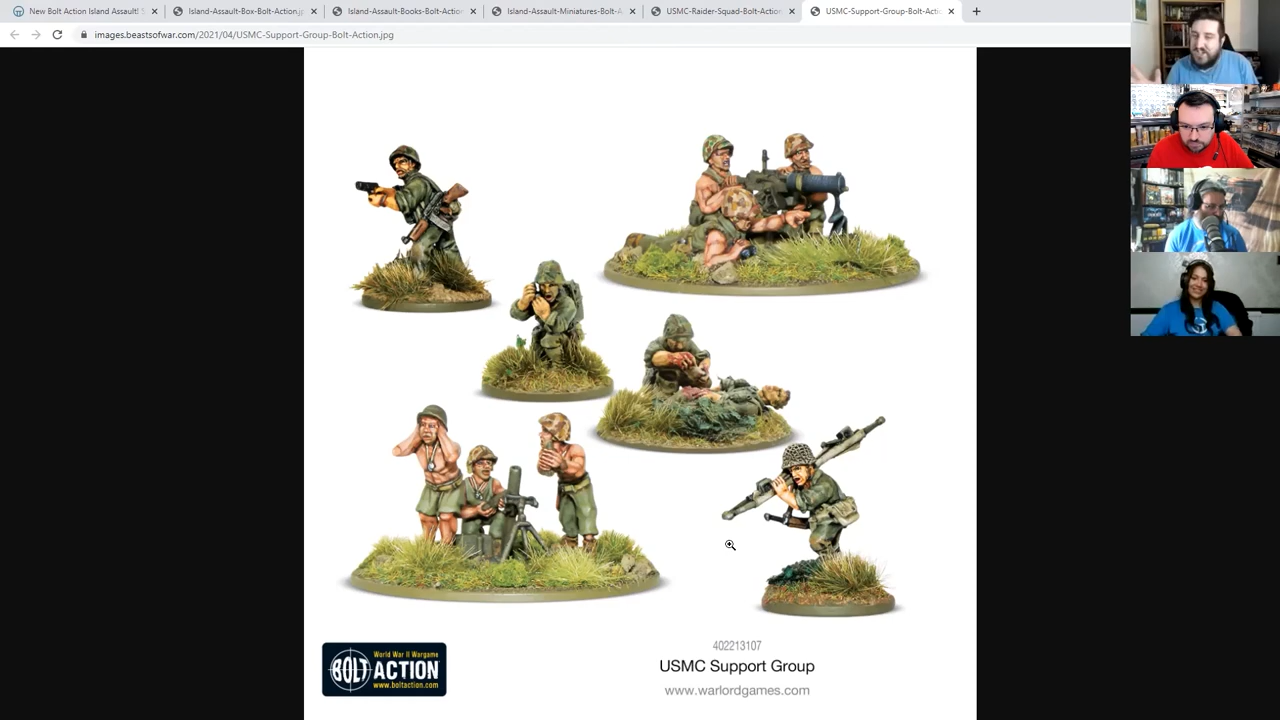 New Bolt Action Island Assault! S
Island-Assault-Box-Bolt-Action.jp
Island-Assault-Books-Bolt-Action
Island-Assault-Miniatures-Bolt-A
USMC-Raider-Squad-Bolt-Action
USMC-Support-Group-Bolt-Actio
images.beastsofwar.com/2021/04/USMC-Support-Group-Bolt-Action.jpg
World War II Wargame
BOLT ACTION
www.boltaction.com
402213107
USMC Support Group
www.warlordgames.com